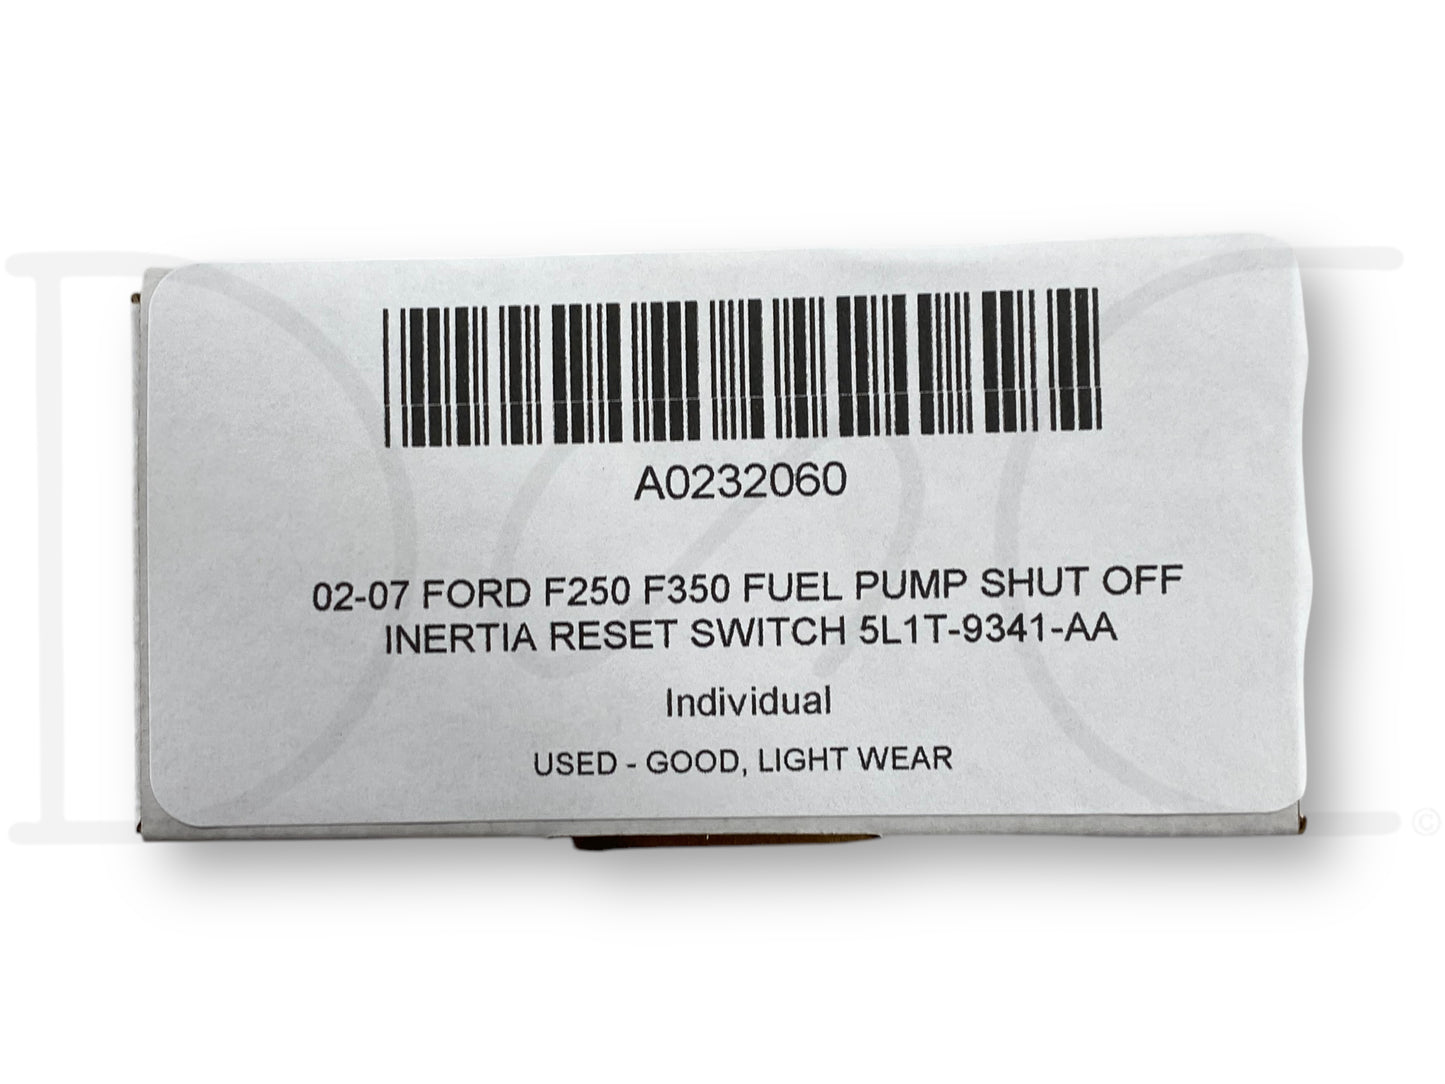 A0232060
02-07 FORD F250 F350 FUEL PUMP SHUT OFF
INERTIA RESET SWITCH 5L1T-9341-AA
Individual
USED - GOOD, LIGHT WEAR
©